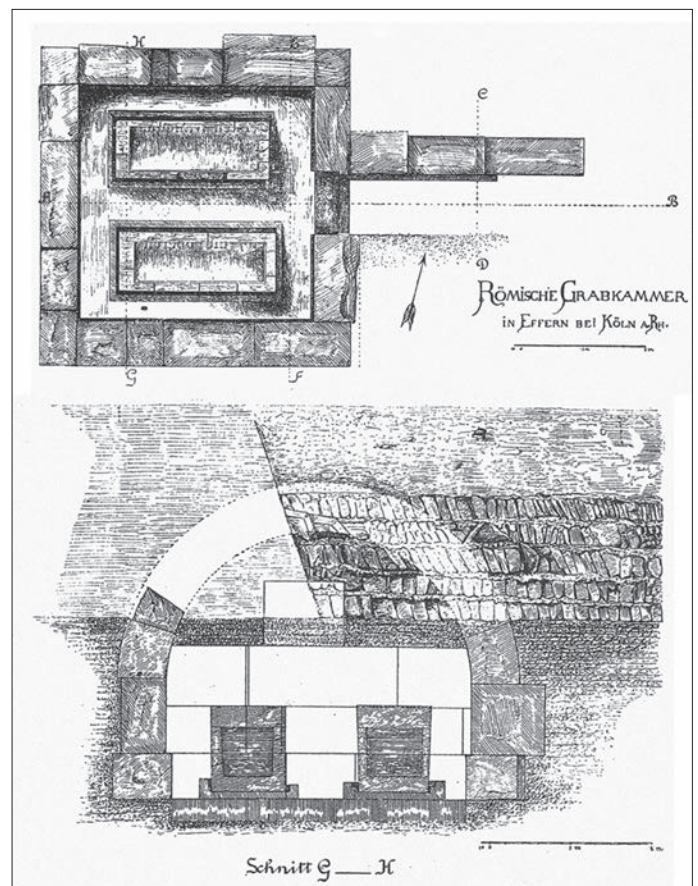 H
E
C
A
B
D
RÖMISCHE GRABKAMMER
IN EFFERN BEI KÖLN A.RH.
G
F
Schnitt G — H